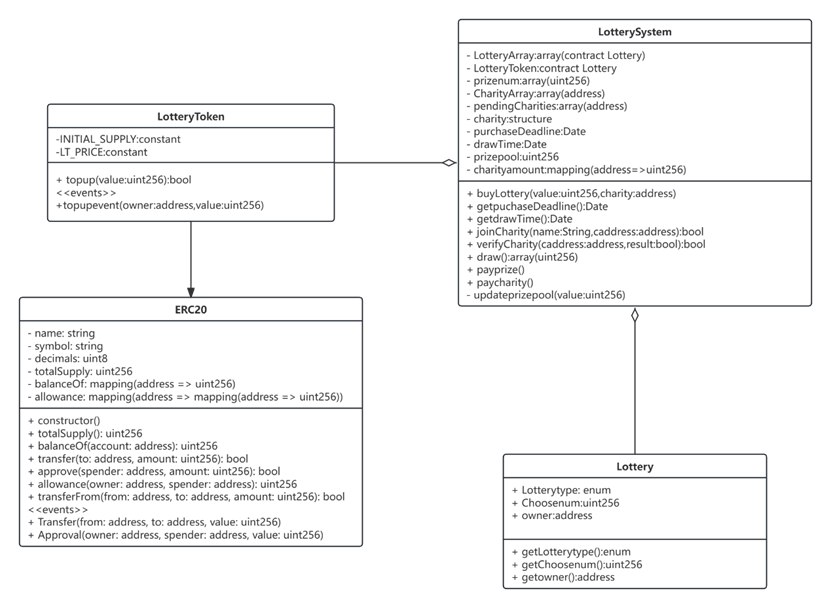 LotterySystem
- LotteryArray:array(contract Lottery)
- LotteryToken:contract Lottery
- prizenum:array(uint256)
- CharityArray:array(address)
- pendingCharities:array(address)
- charity:structure
- purchaseDeadline:Date
- drawTime:Date
- prizepool:uint256
- charityamount:mapping(address=>uint256)
+ buyLottery(value:uint256,charity:address)
+ getpuchaseDeadline():Date
+ getdrawTime():Date
+ joinCharity(name:String,caddress:address):bool
+ verifyCharity(caddress:address,result:bool):bool
+ draw():array(uint256)
+ payprize()
+ paycharity()
- updateprizepool(value:uint256)
LotteryToken
-INITIAL_SUPPLY:constant
-LT_PRICE:constant
+ topup(value:uint256):bool
<<events>>
+topupevent(owner:address,value:uint256)
ERC20
- name: string
- symbol: string
- decimals: uint8
- totalSupply: uint256
- balanceOf: mapping(address => uint256)
- allowance: mapping(address => mapping(address => uint256))
+ constructor()
+ totalSupply(): uint256
+ balanceOf(account: address): uint256
+ transfer(to: address, amount: uint256): bool
+ approve(spender: address, amount: uint256): bool
+ allowance(owner: address, spender: address): uint256
+ transferFrom(from: address, to: address, amount: uint256): bool
<<events>>
+ Transfer(from: address, to: address, value: uint256)
+ Approval(owner: address, spender: address, value: uint256)
Lottery
+ Lotterytype: enum
+ Choosenum:uint256
+ owner:address
+ getLotterytype():enum
+ getChoosenum():uint256
+ getowner():address